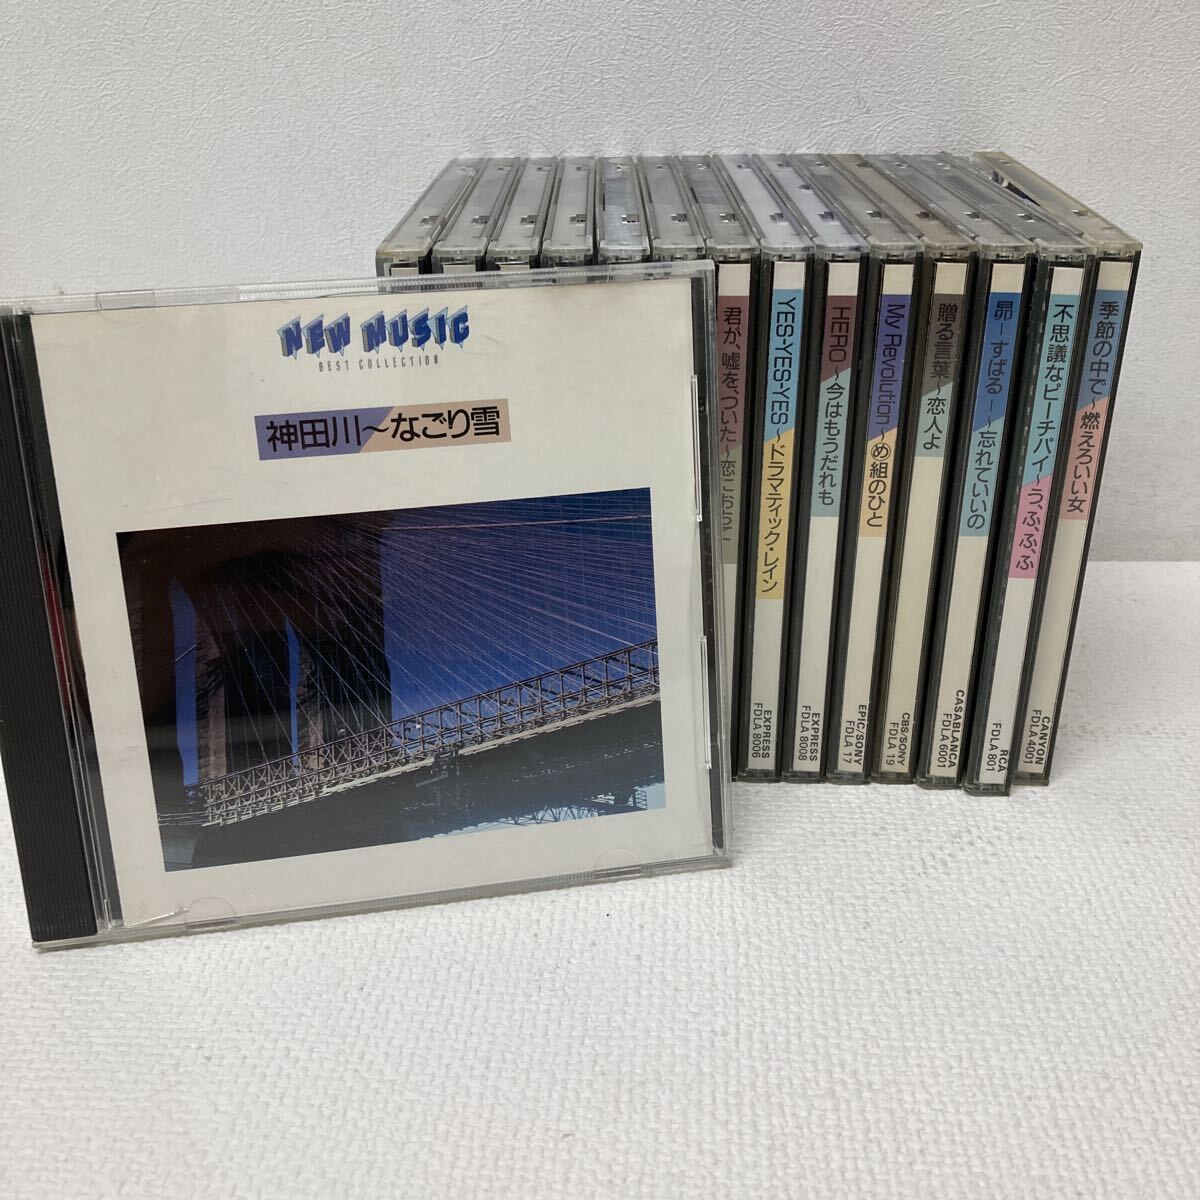 NEW MUSIC
BEST COLLECTION
神田川～なごり雪
君が、嘘を、ついた～恋におちて
YES-YES-YES～ドラマティック・レイン
EXPRESS
FDLA 8006
HERO～今はもうだれも
EXPRESS
FDLA 8008
My Revolution～め組のひと
EPIC/SONY
FDLA 17
贈る言葉～恋人よ
CBS/SONY
FDLA 19
昴－すばる－～忘れていいの
CASABLANCA
FDLA 6001
不思議なピーチパイ～う、ふ、ふ、ふ
RCA
FDLA 801
季節の中で～燃えろいい女
CANYON
FDLA 4001